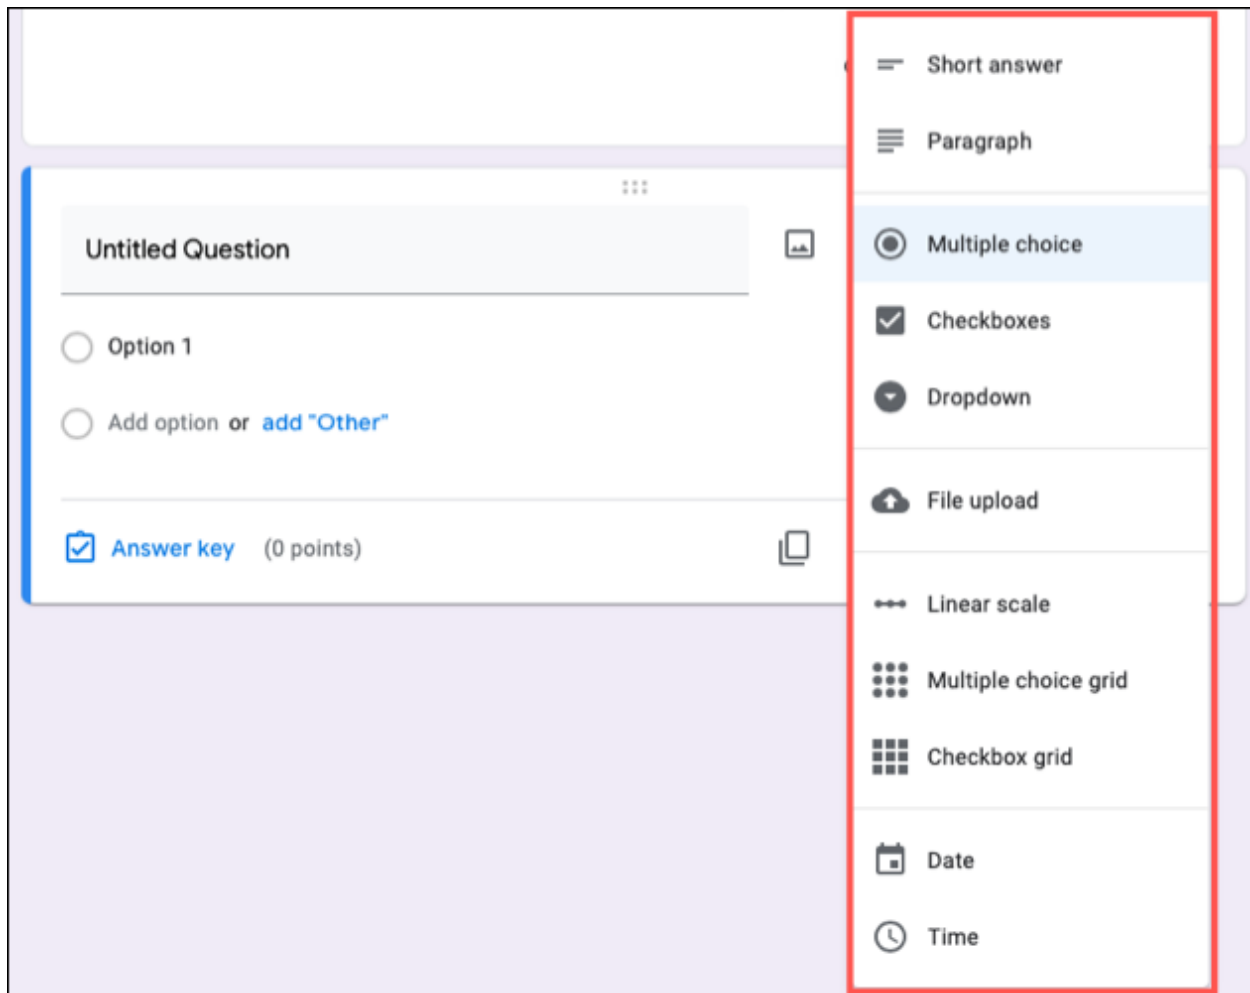 Untitled Question
Option 1
Add option or add "Other"
Answer key (0 points)
Short answer
Paragraph
Multiple choice
Checkboxes
Dropdown
File upload
Linear scale
Multiple choice grid
Checkbox grid
Date
Time